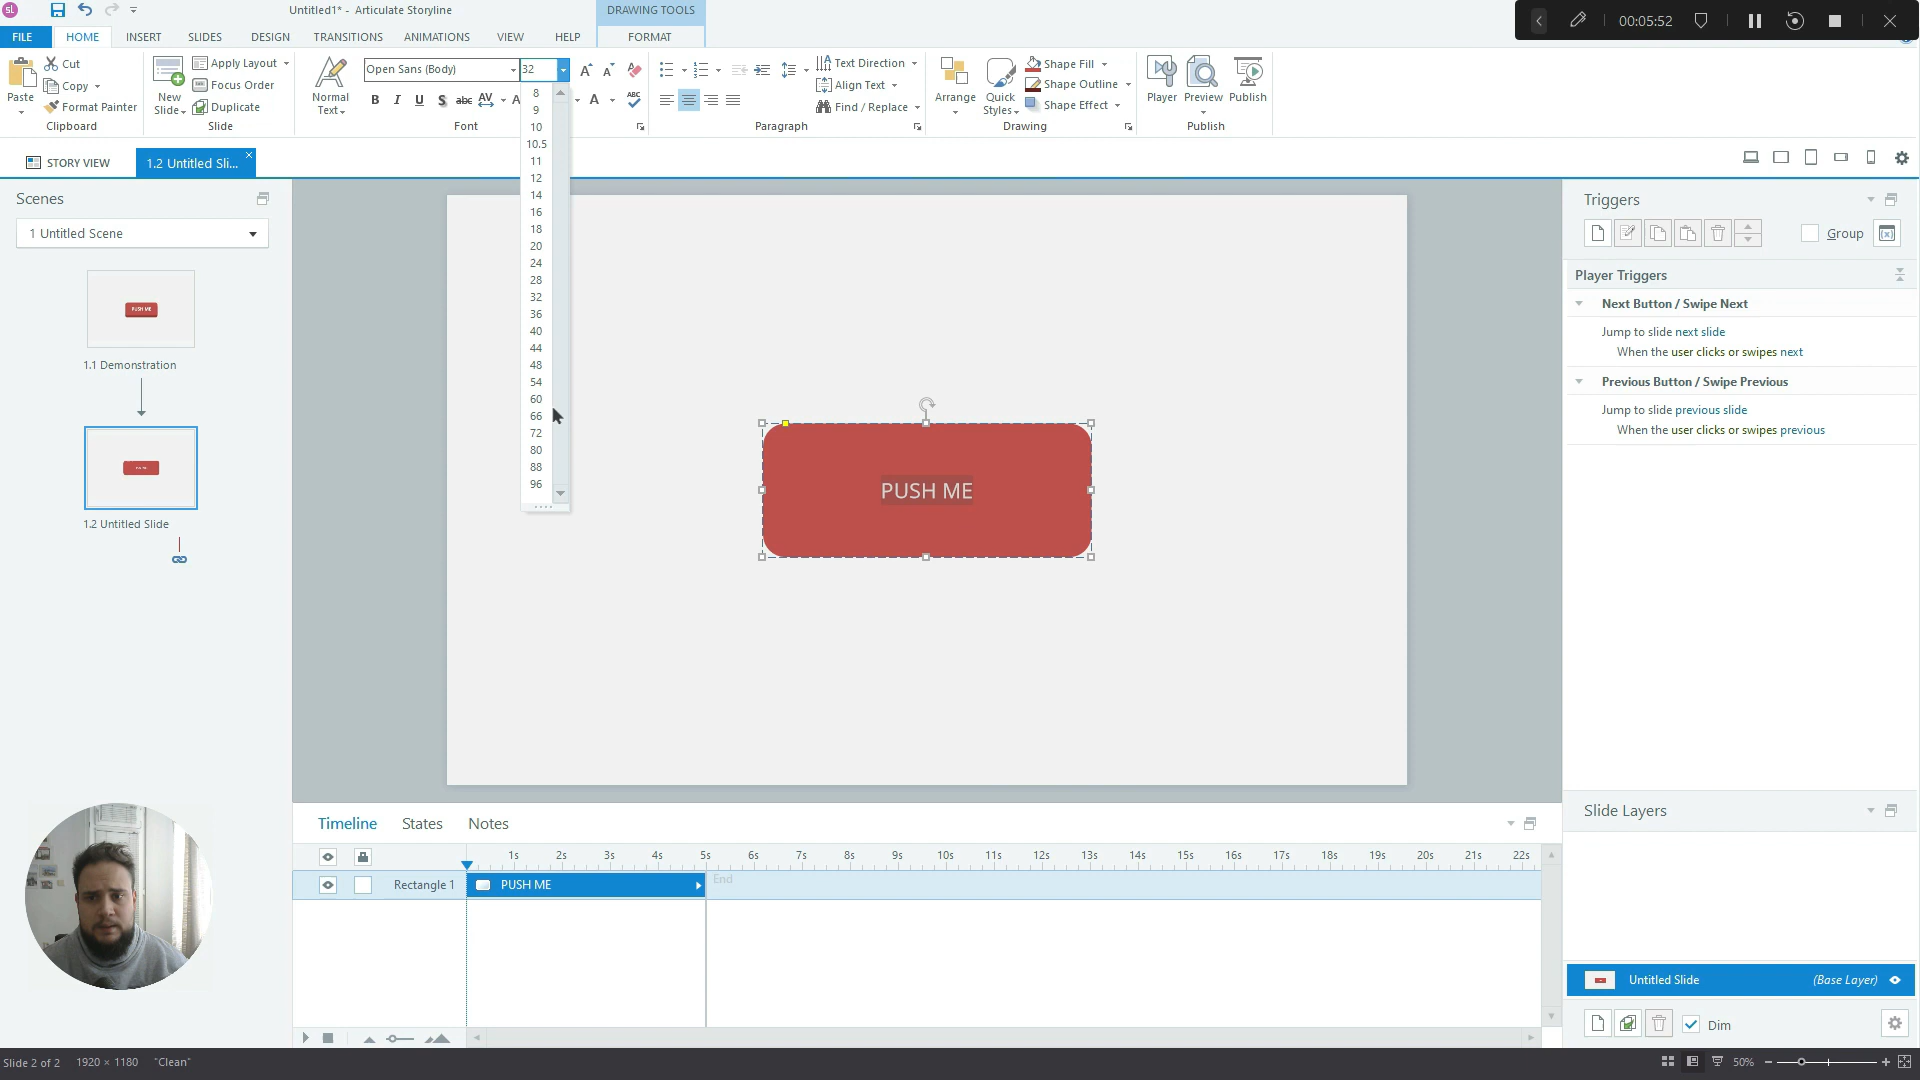 SL
Untitled1* - Articulate Storyline
DRAWING TOOLS
00:05:52
FILE
HOME
INSERT
SLIDES
DESIGN
TRANSITIONS
ANIMATIONS
VIEW
HELP
FORMAT
Paste
Cut
Copy
Format Painter
Clipboard
New
Slide
Apply Layout
Focus Order
Duplicate
Slide
Normal
Text
Open Sans (Body)
32
B I U S abc AV A
A
ABC
Font
Text Direction
Align Text
Find / Replace
Paragraph
Arrange
Quick
Styles
Shape Fill
Shape Outline
Shape Effect
Drawing
Player
Preview
Publish
Publish
8
9
10
10.5
11
12
14
16
18
20
24
28
32
36
40
44
48
54
60
66
72
80
88
96
STORY VIEW
1.2 Untitled Sli...
Scenes
1 Untitled Scene
PUSH ME
1.1 Demonstration
1.2 Untitled Slide
PUSH ME
Triggers
Group
Player Triggers
Next Button / Swipe Next
Jump to slide next slide
When the user clicks or swipes next
Previous Button / Swipe Previous
Jump to slide previous slide
When the user clicks or swipes previous
Timeline
States
Notes
1s 2s 3s 4s 5s 6s 7s 8s 9s 10s 11s 12s 13s 14s 15s 16s 17s 18s 19s 20s 21s 22s
Rectangle 1
PUSH ME
End
Slide Layers
Untitled Slide
(Base Layer)
Dim
Slide 2 of 2
1920 × 1180
"Clean"
50%